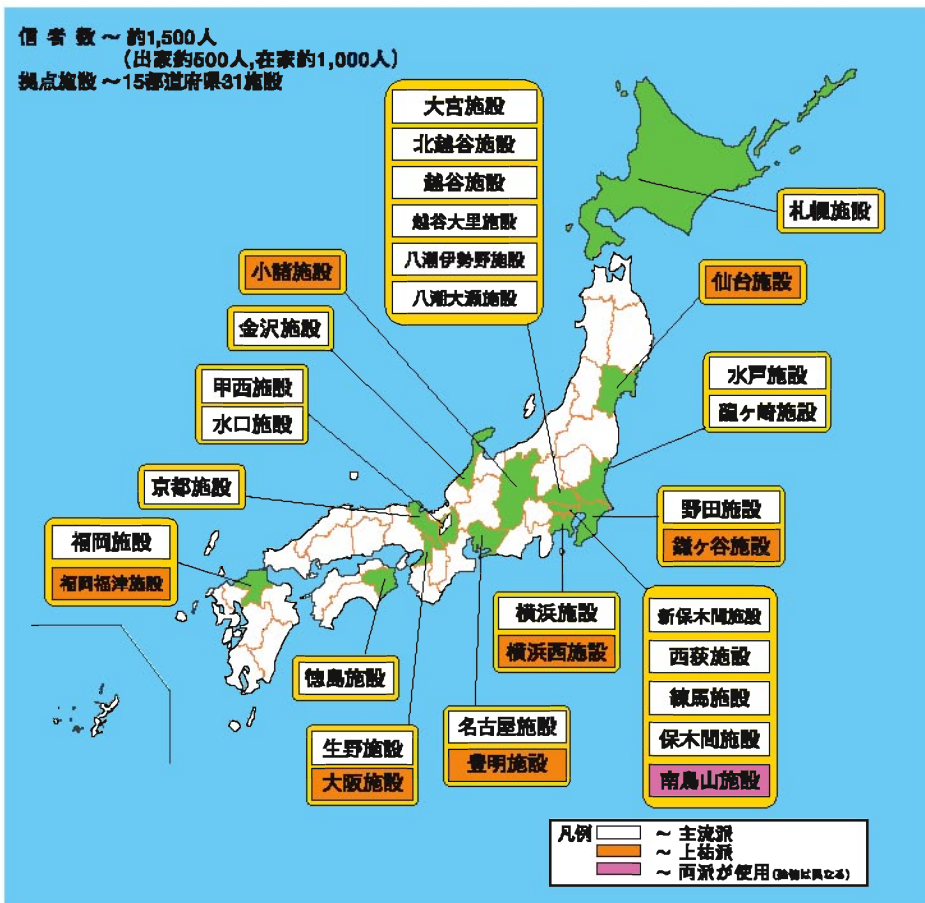 信者数～約1,500人
(出家約500人,在家約1,000人)
拠点施設～15都道府県31施設
大宮施設
北越谷施設
越谷施設
越谷大里施設
八潮伊勢野施設
八潮大瀬施設
札幌施設
小諸施設
仙台施設
金沢施設
水戸施設
龍ヶ崎施設
甲西施設
水口施設
京都施設
野田施設
鎌ヶ谷施設
福岡施設
福岡福津施設
横浜施設
横浜西施設
新保木間施設
西荻施設
練馬施設
保木間施設
南烏山施設
徳島施設
名古屋施設
豊明施設
生野施設
大阪施設
凡例 ～主流派
～上祐派
～両派が使用(建物は異なる)